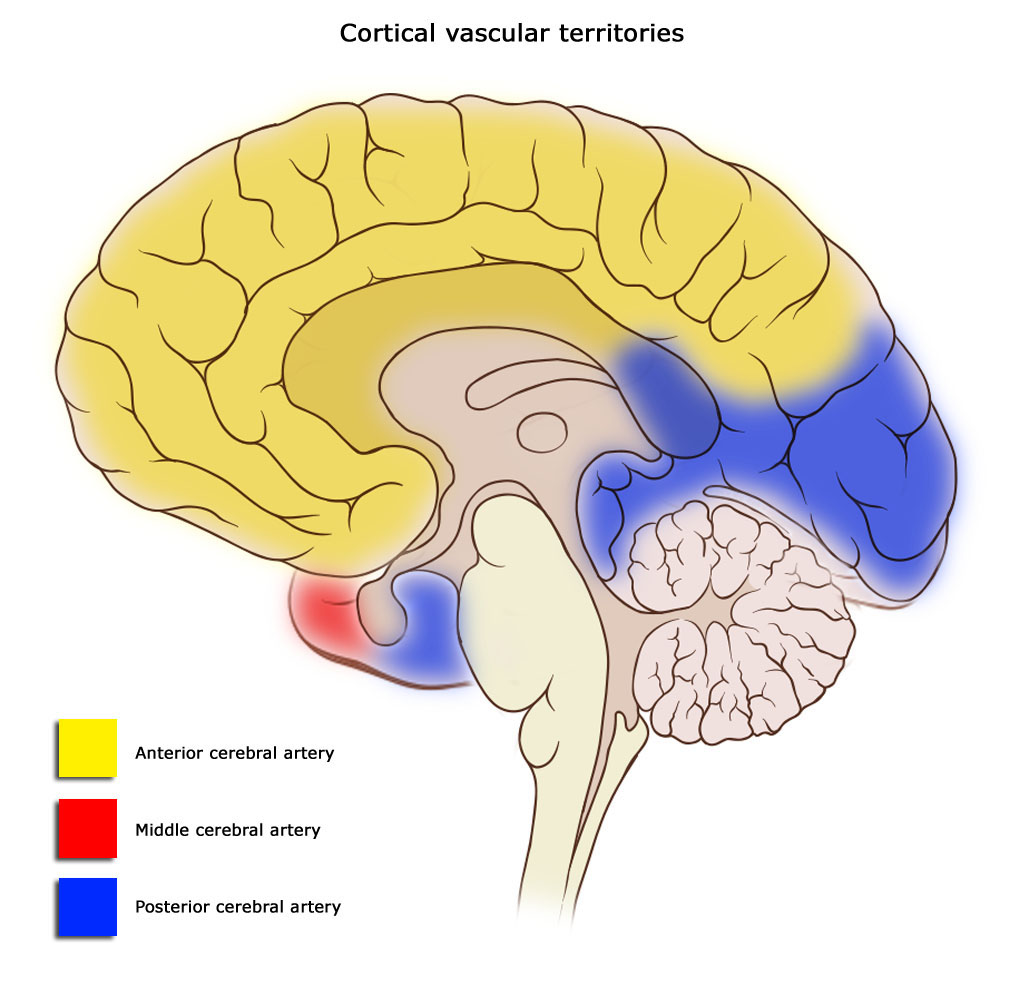 Cortical vascular territories
Anterior cerebral artery
Middle cerebral artery
Posterior cerebral artery